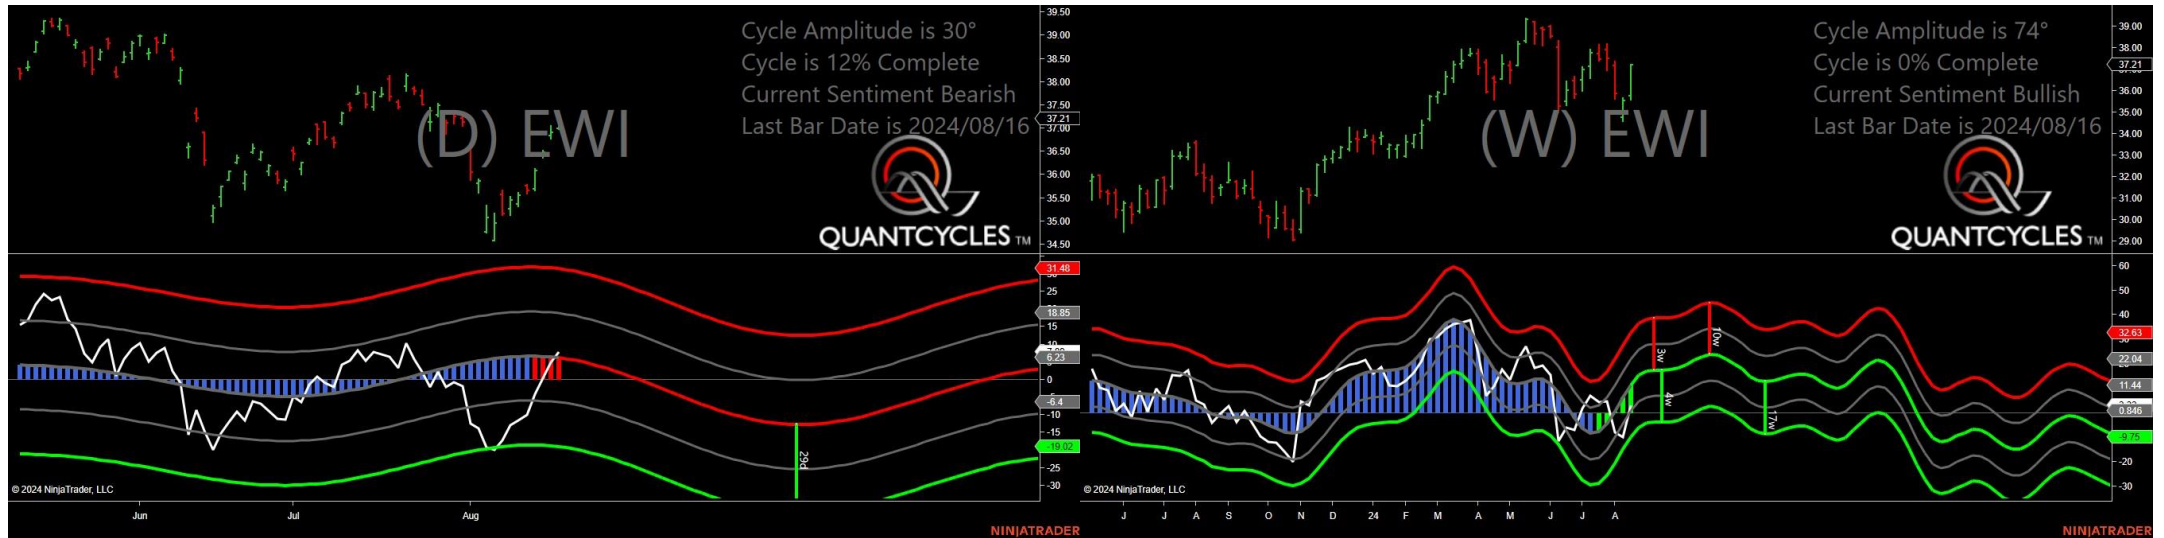 Cycle Amplitude is 30°
Cycle is 12% Complete
Current Sentiment Bearish
Last Bar Date is 2024/08/16
(D) EWI
QUANTCYCLES TM
39.50
39.00
38.50
38.00
37.50
37.21
37.00
36.50
36.00
35.50
35.00
34.50
31.48
25
18.85
15
6.23
0
-6.4
-10
-15
-19.02
-25
-30
29d
© 2024 NinjaTrader, LLC
Jun Jul Aug
NINJATRADER
Cycle Amplitude is 74°
Cycle is 0% Complete
Current Sentiment Bullish
Last Bar Date is 2024/08/16
(W) EWI
QUANTCYCLES TM
39.00
38.00
37.21
36.00
35.00
34.00
33.00
32.00
31.00
30.00
29.00
60
50
40
32.63
22.04
11.44
0.846
-9.75
-20
-30
3w
10w
4w
17w
© 2024 NinjaTrader, LLC
J J A S O N D 24 F M A M J J A
NINJATRADER